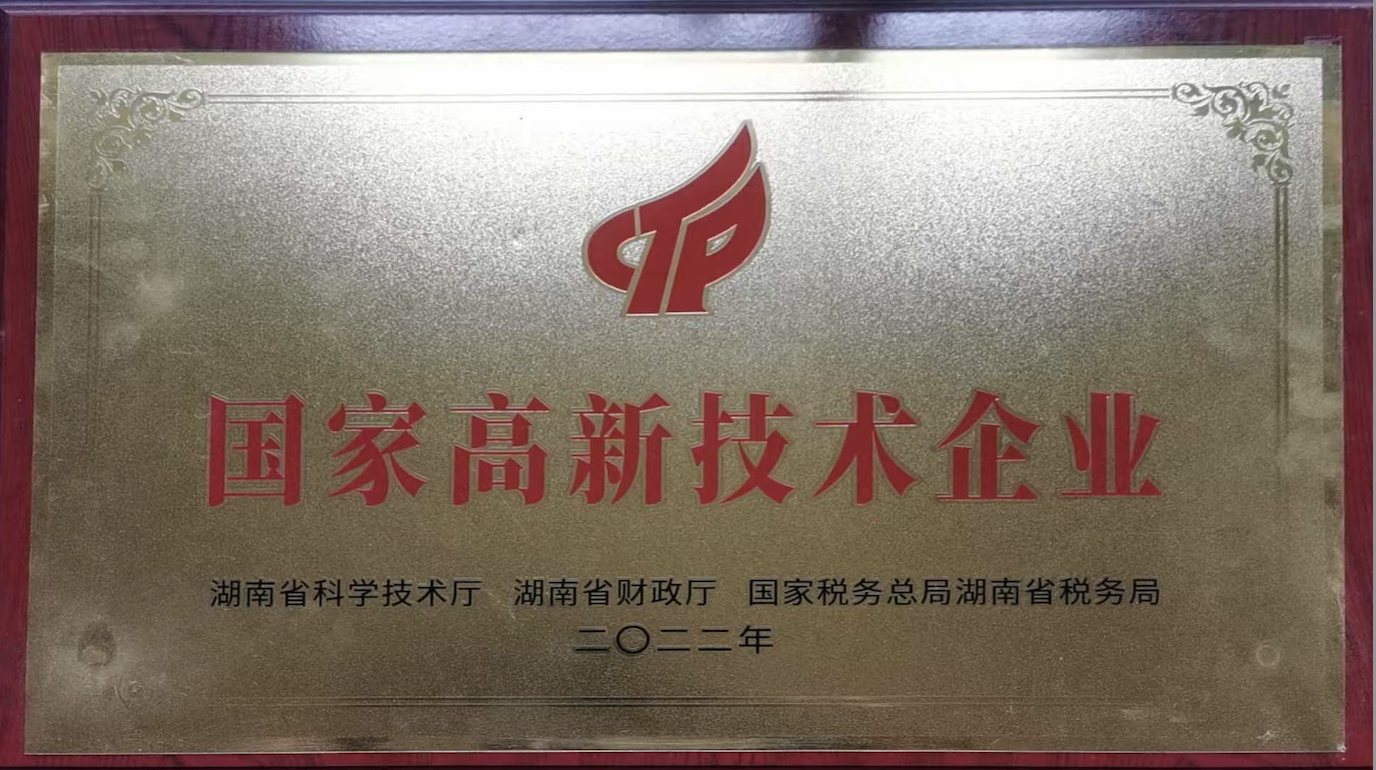 国家高新技术企业
湖南省科学技术厅 湖南省财政厅 国家税务总局湖南省税务局
二〇二二年